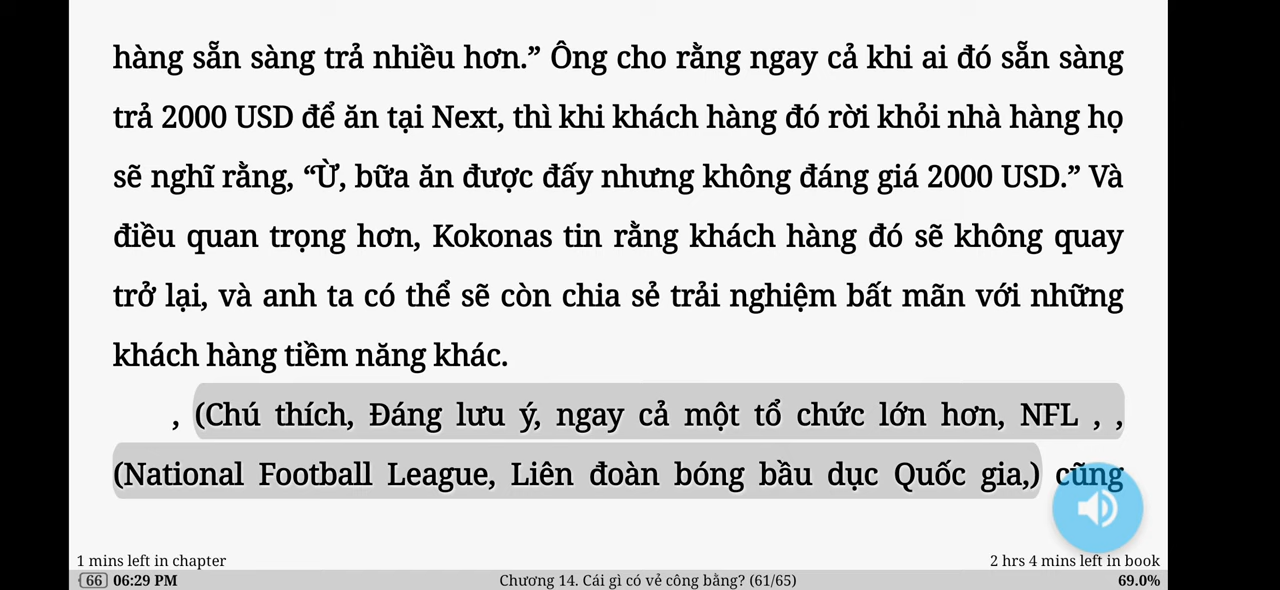 hàng sẵn sàng trả nhiều hơn.” Ông cho rằng ngay cả khi ai đó sẵn sàng
trả 2000 USD để ăn tại Next, thì khi khách hàng đó rời khỏi nhà hàng họ
sẽ nghĩ rằng, “Ừ, bữa ăn được đấy nhưng không đáng giá 2000 USD.” Và
điều quan trọng hơn, Kokonas tin rằng khách hàng đó sẽ không quay
trở lại, và anh ta có thể sẽ còn chia sẻ trải nghiệm bất mãn với những
khách hàng tiềm năng khác.
, (Chú thích, Đáng lưu ý, ngay cả một tổ chức lớn hơn, NFL , ,
(National Football League, Liên đoàn bóng bầu dục Quốc gia,) cũng
1 mins left in chapter 2 hrs 4 mins left in book
66 06:29 PM Chương 14. Cái gì có vẻ công bằng? (61/65) 69.0%